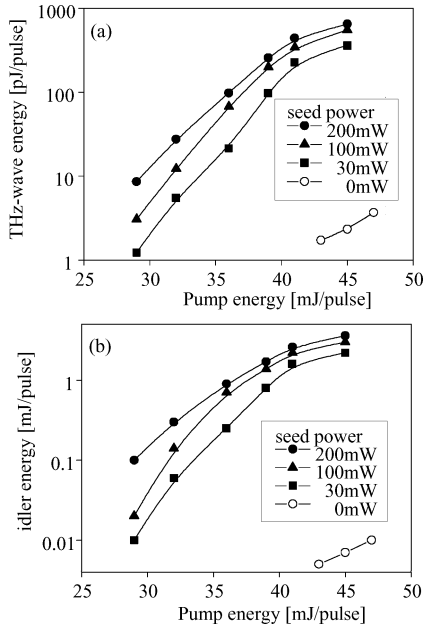 (a)
THz-wave energy [pJ/pulse]
1000
100
10
1
seed power
200mW
100mW
30mW
0mW
25 30 35 40 45 50
Pump energy [mJ/pulse]
(b)
idler energy [mJ/pulse]
1
0.1
0.01
seed power
200mW
100mW
30mW
0mW
25 30 35 40 45 50
Pump energy [mJ/pulse]